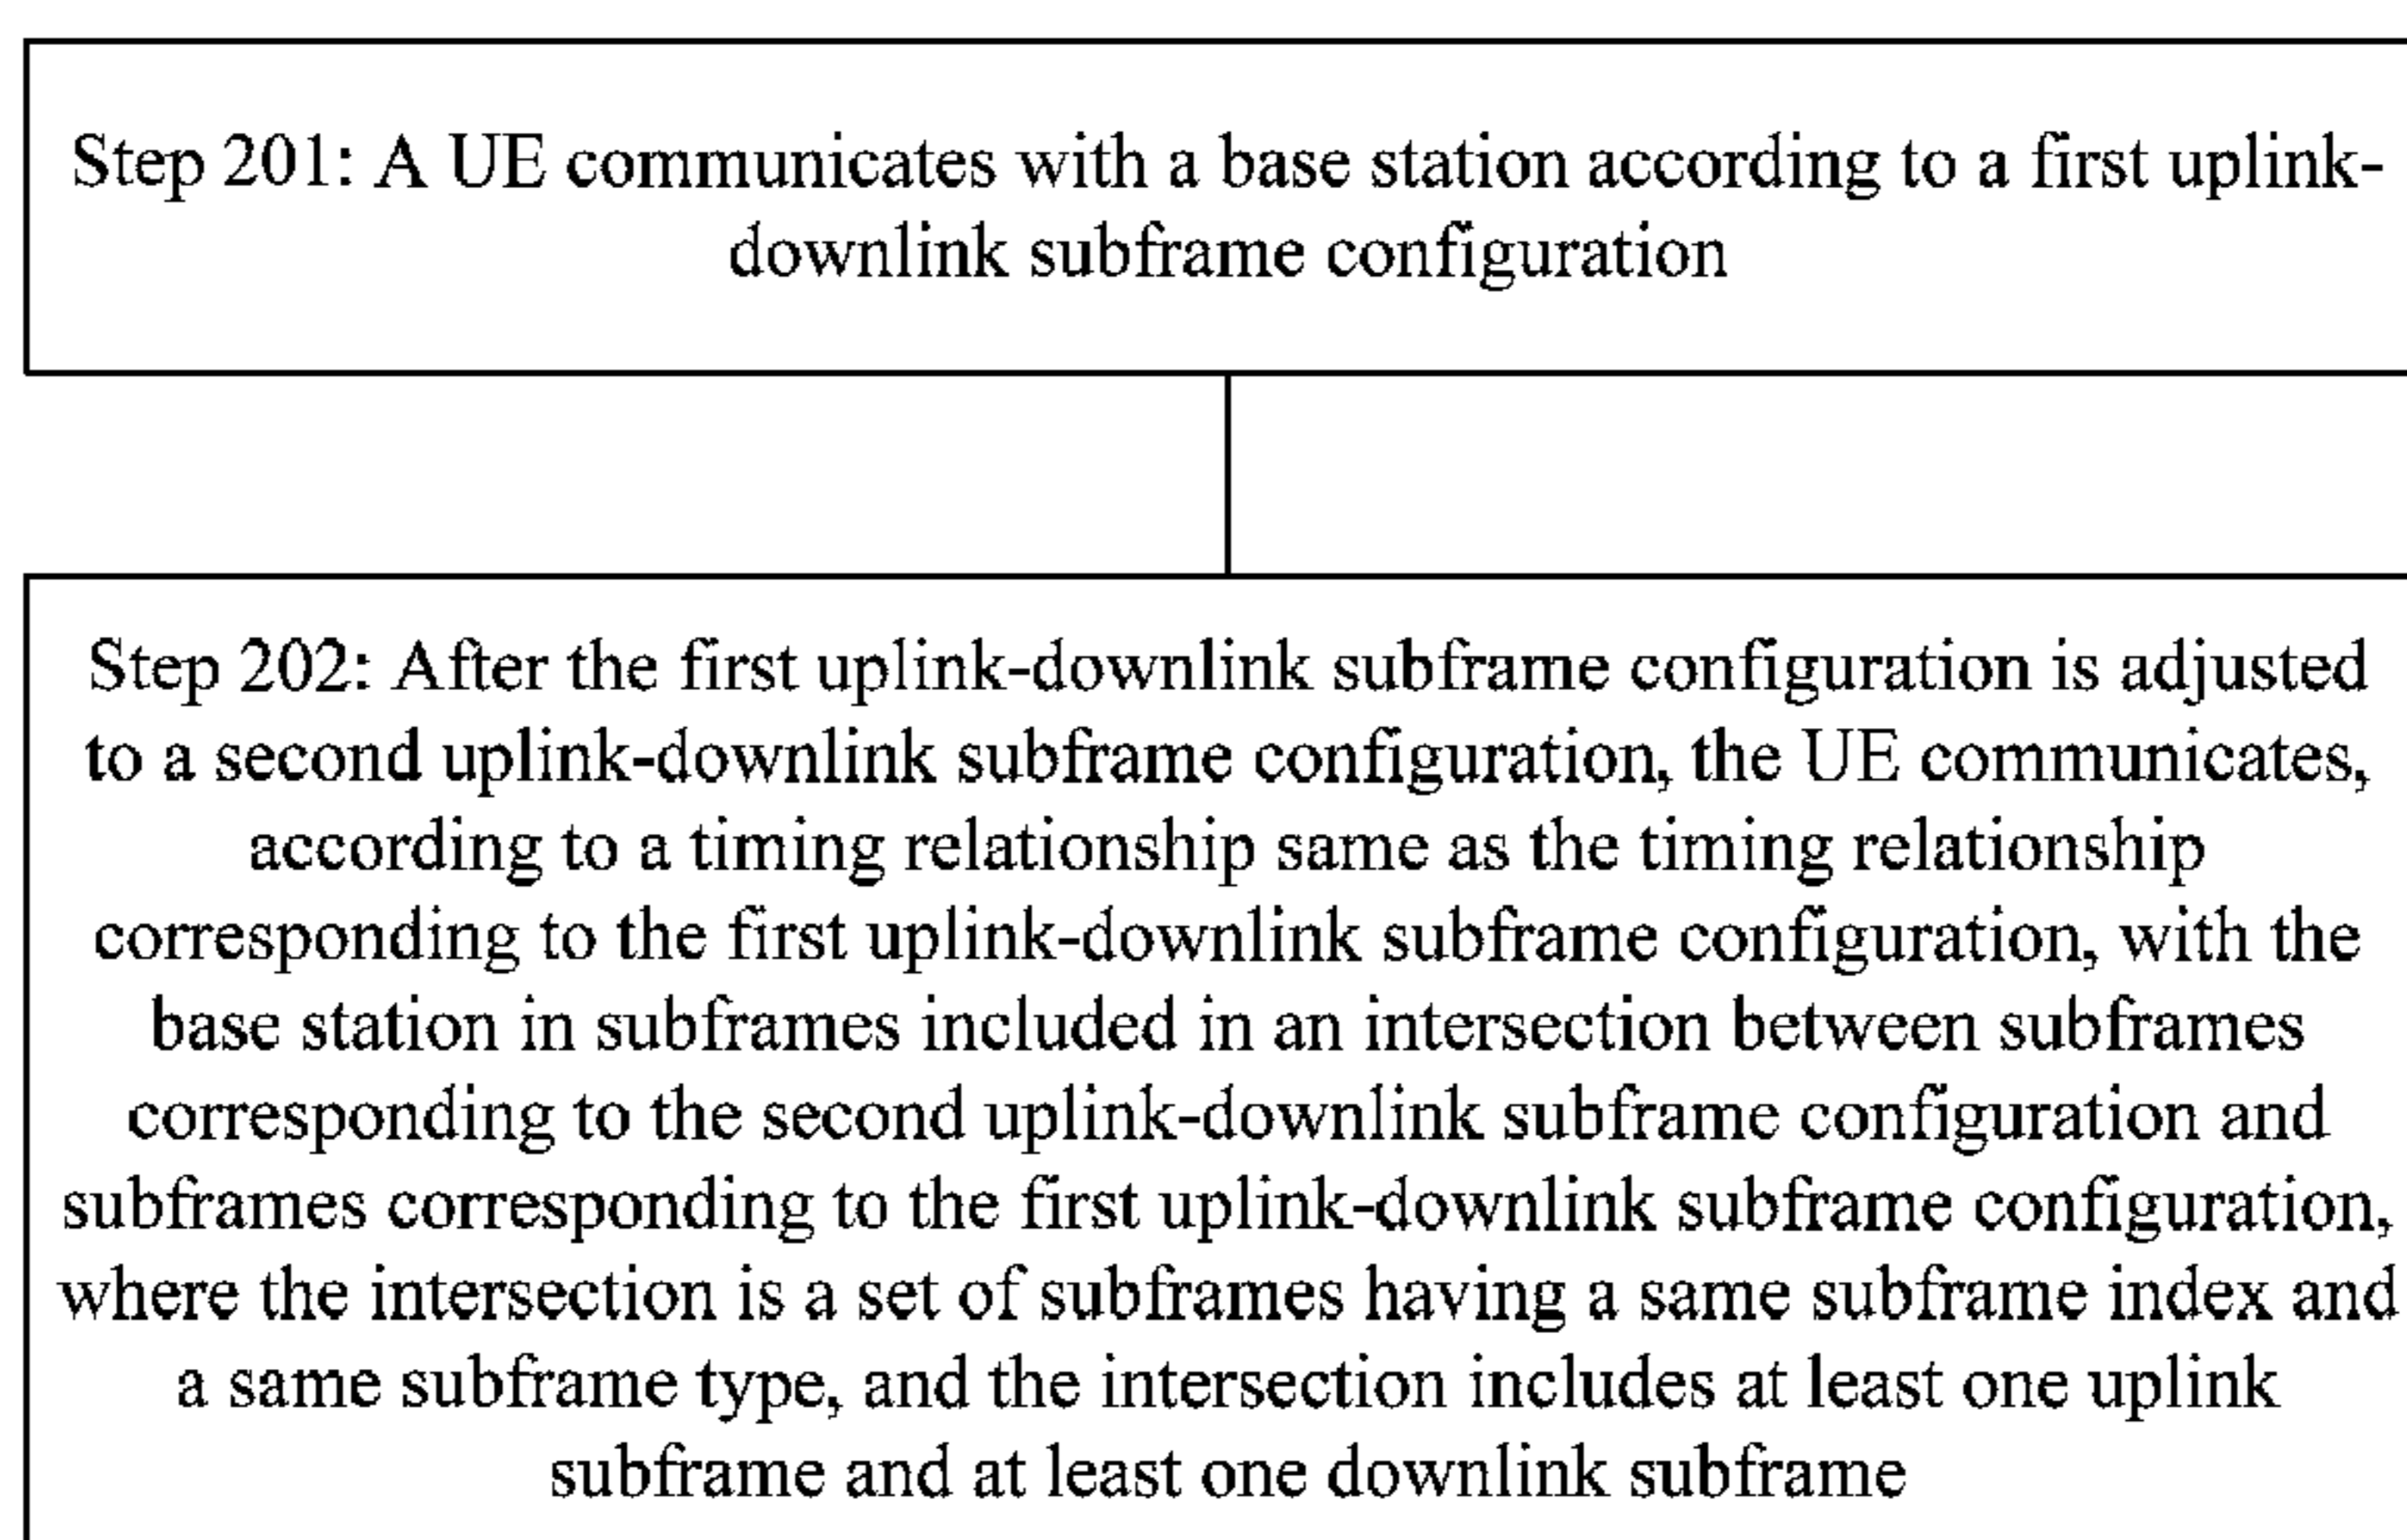 Step 201: A UE communicates with a base station according to a first uplink-
downlink subframe configuration
Step 202: After the first uplink-downlink subframe configuration is adjusted
to a second uplink-downlink subframe configuration, the UE communicates,
according to a timing relationship same as the timing relationship
corresponding to the first uplink-downlink subframe configuration, with the
base station in subframes included in an intersection between subframes
corresponding to the second uplink-downlink subframe configuration and
subframes corresponding to the first uplink-downlink subframe configuration,
where the intersection is a set of subframes having a same subframe index and
a same subframe type, and the intersection includes at least one uplink
subframe and at least one downlink subframe